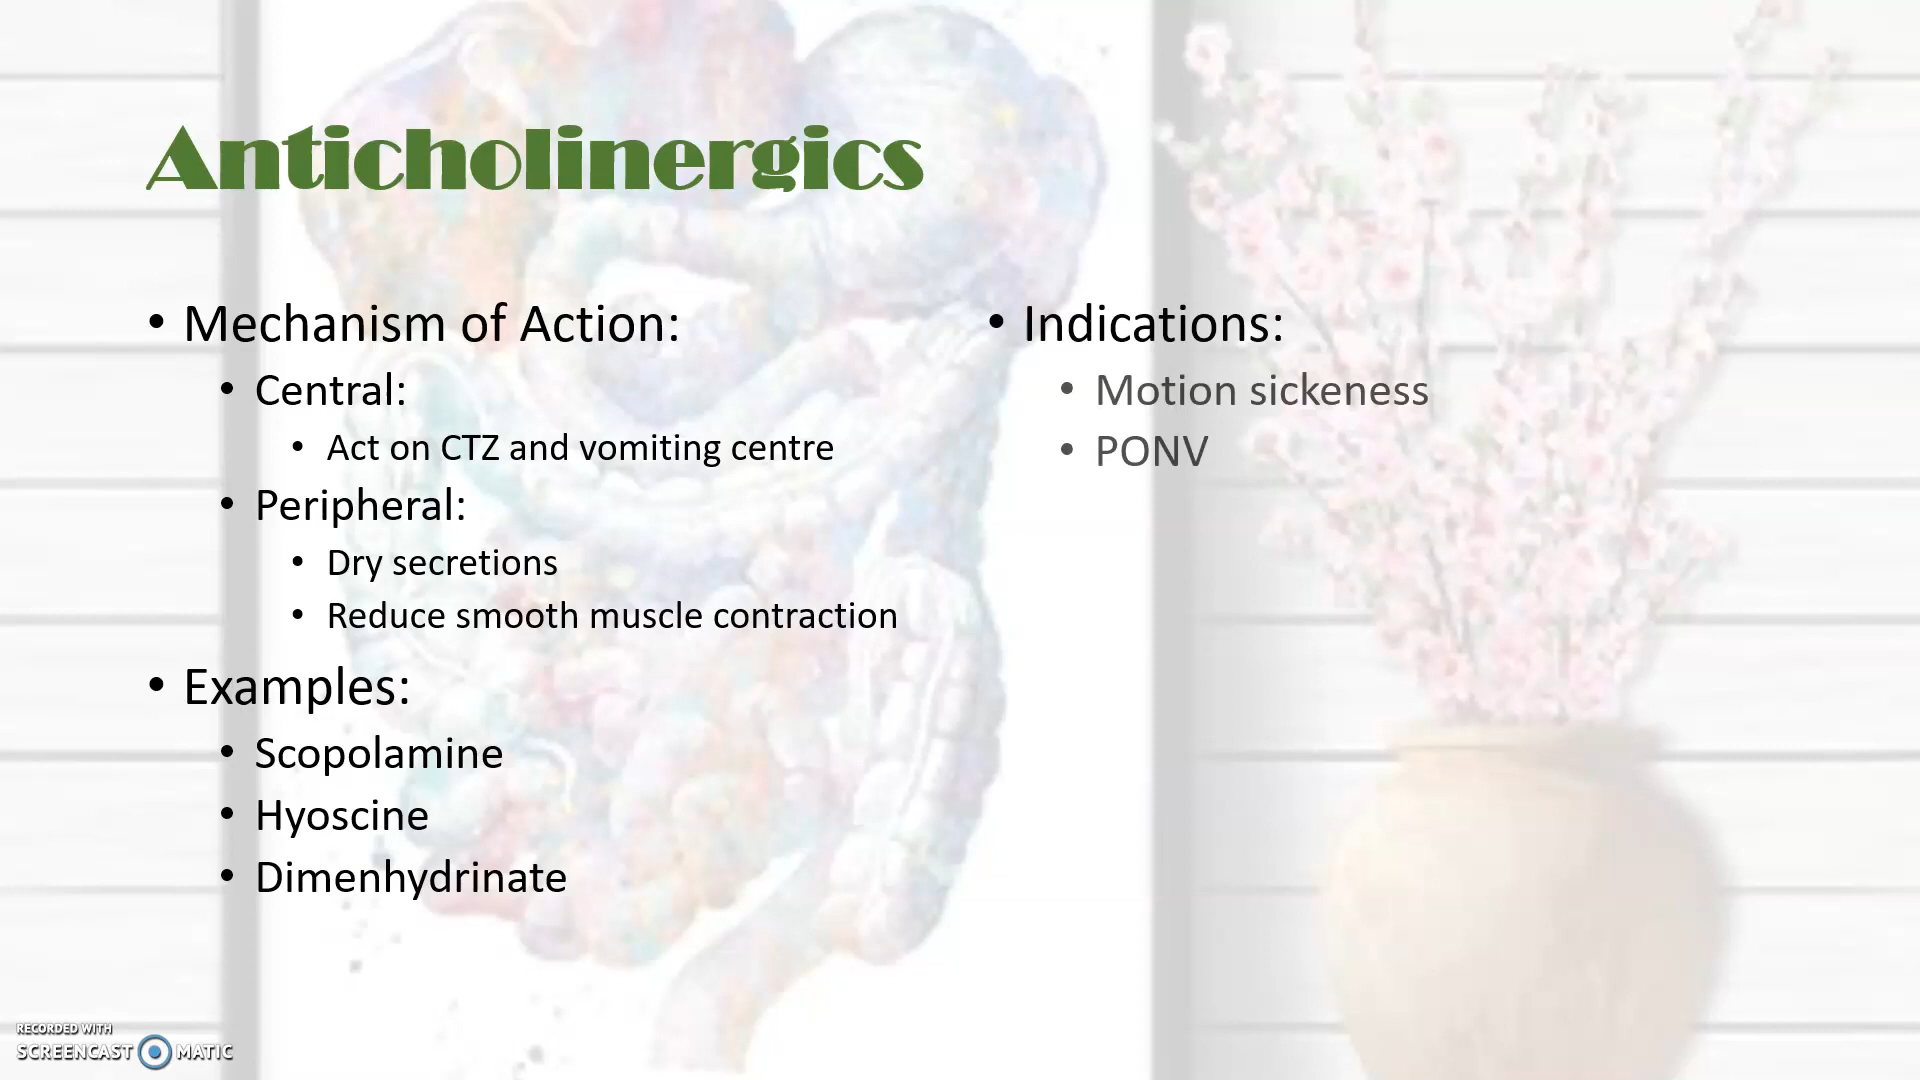 Anticholinergics
• Mechanism of Action:
• Central:
• Act on CTZ and vomiting centre
• Peripheral:
• Dry secretions
• Reduce smooth muscle contraction
• Examples:
• Scopolamine
• Hyoscine
• Dimenhydrinate
• Indications:
• Motion sickeness
• PONV
RECORDED WITH
SCREENCAST MATIC